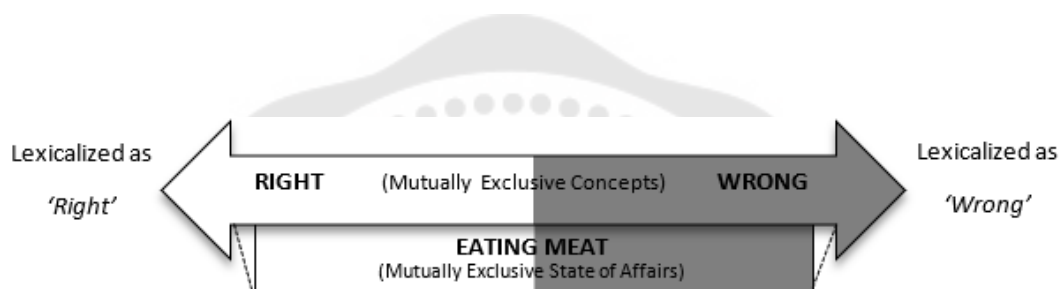 Lexicalized as
‘Right’
RIGHT (Mutually Exclusive Concepts) WRONG
Lexicalized as
‘Wrong’
EATING MEAT
(Mutually Exclusive State of Affairs)